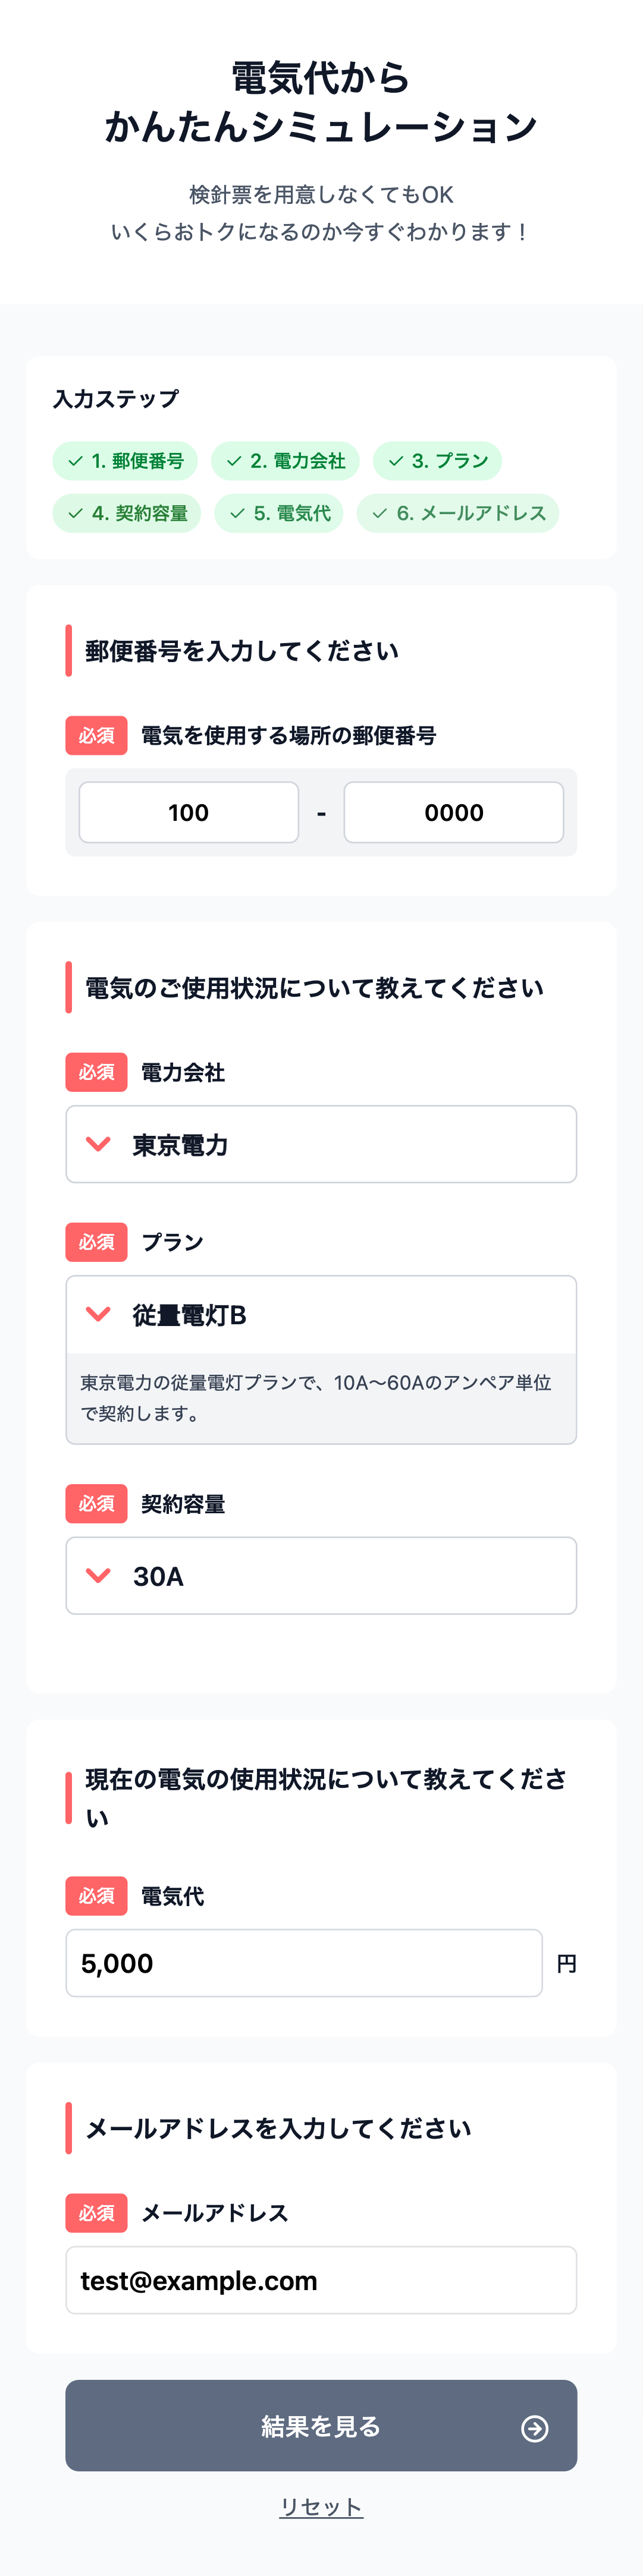 電気代から
かんたんシミュレーション
検針票を用意しなくてもOK
いくらおトクになるのか今すぐわかります！
入力ステップ
✓ 1. 郵便番号 ✓ 2. 電力会社 ✓ 3. プラン
✓ 4. 契約容量 ✓ 5. 電気代 ✓ 6. メールアドレス
郵便番号を入力してください
必須 電気を使用する場所の郵便番号
100 - 0000
電気のご使用状況について教えてください
必須 電力会社
東京電力
必須 プラン
従量電灯B
東京電力の従量電灯プランで、10A〜60Aのアンペア単位
で契約します。
必須 契約容量
30A
現在の電気の使用状況について教えてくださ
い
必須 電気代
5,000 円
メールアドレスを入力してください
必須 メールアドレス
test@example.com
結果を見る
リセット